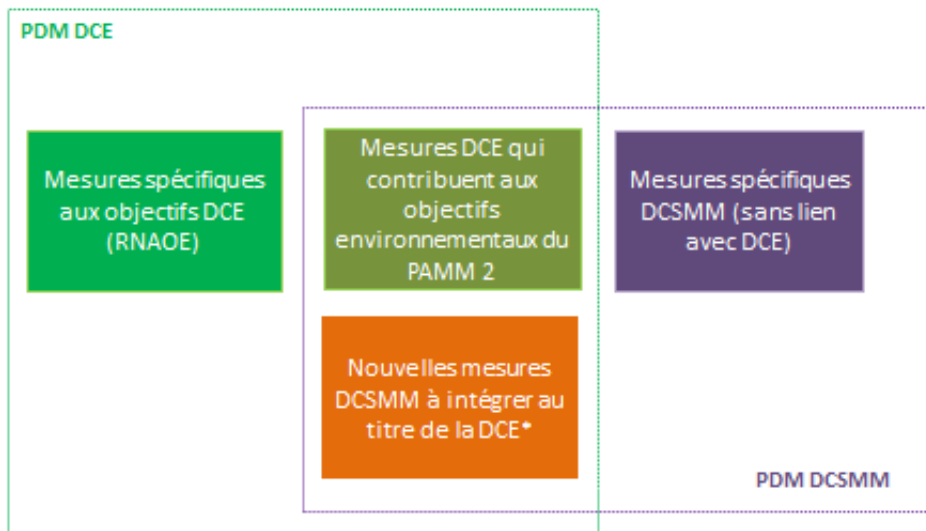 PDM DCE
Mesures spécifiques
aux objectifs DCE
(RNAOE)
Mesures DCE qui
contribuent aux
objectifs
environnementaux du
PAMM 2
Mesures spécifiques
DCSMM (sans lien
avec DCE)
Nouvelles mesures
DCSMM à intégrer au
titre de la DCE*
PDM DCSMM